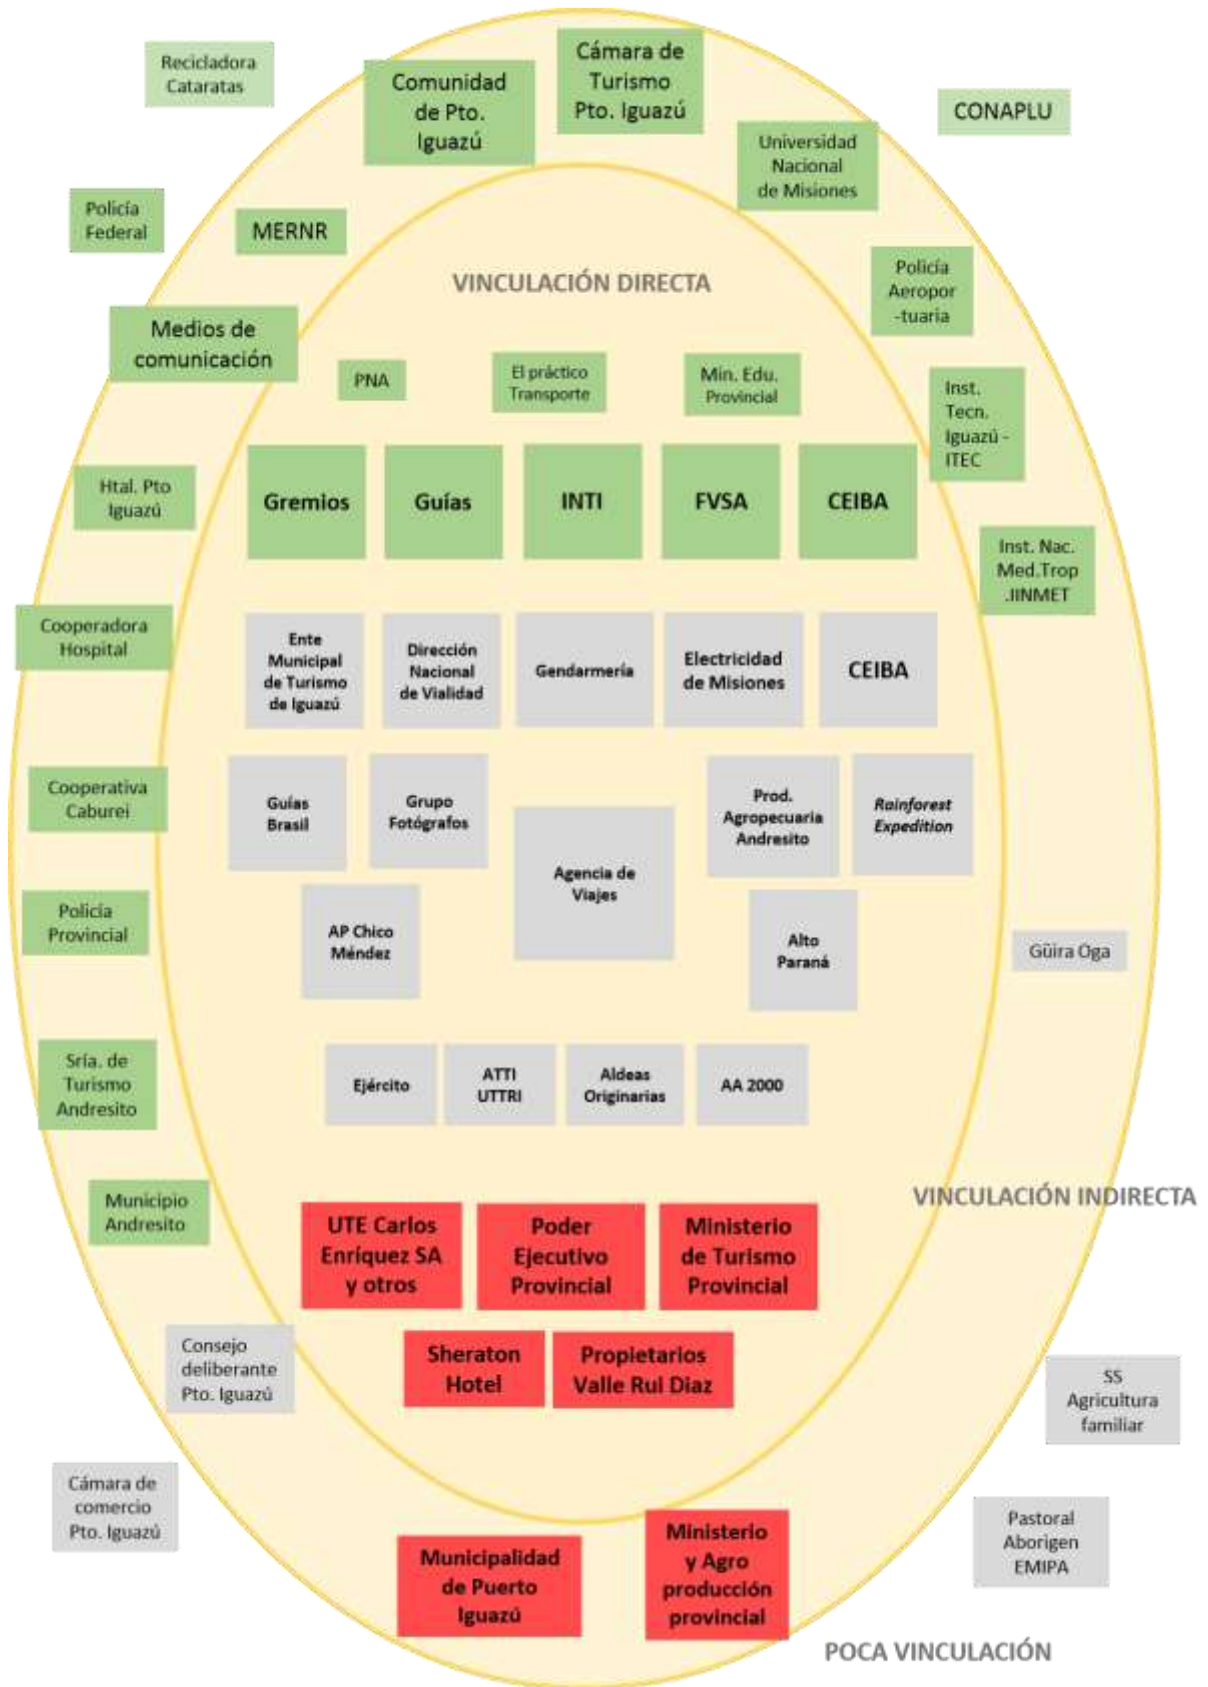 Recicladora
Cataratas
Comunidad
de Pto.
Iguazú
Cámara de
Turismo
Pto. Iguazú
CONAPLU
Universidad
Nacional
de Misiones
Policía
Federal
MERNR
VINCULACIÓN DIRECTA
Policía
Aeropor
-tuaria
Medios de
comunicación
PNA
El práctico
Transporte
Min. Edu.
Provincial
Inst.
Tecn.
Iguazú -
ITEC
Htal. Pto
Iguazú
Gremios
Guías
INTI
FVSA
CEIBA
Inst. Nac.
Med.Trop
.IINMET
Cooperadora
Hospital
Ente
Municipal
de Turismo
de Iguazú
Dirección
Nacional
de Vialidad
Gendarmería
Electricidad
de Misiones
CEIBA
Cooperativa
Caburei
Guías
Brasil
Grupo
Fotógrafos
Agencia de
Viajes
Prod.
Agropecuaria
Andresito
Rainforest
Expedition
Policía
Provincial
AP Chico
Méndez
Alto
Paraná
Güira Oga
Sría. de
Turismo
Andresito
Ejército
ATTI
UTTRI
Aldeas
Originarias
AA 2000
Municipio
Andresito
UTE Carlos
Enríquez SA
y otros
Poder
Ejecutivo
Provincial
Ministerio
de Turismo
Provincial
VINCULACIÓN INDIRECTA
Consejo
deliberante
Pto. Iguazú
Sheraton
Hotel
Propietarios
Valle Rui Diaz
SS
Agricultura
familiar
Cámara de
comercio
Pto. Iguazú
Municipalidad
de Puerto
Iguazú
Ministerio
y Agro
producción
provincial
Pastoral
Aborigen
EMIPA
POCA VINCULACIÓN